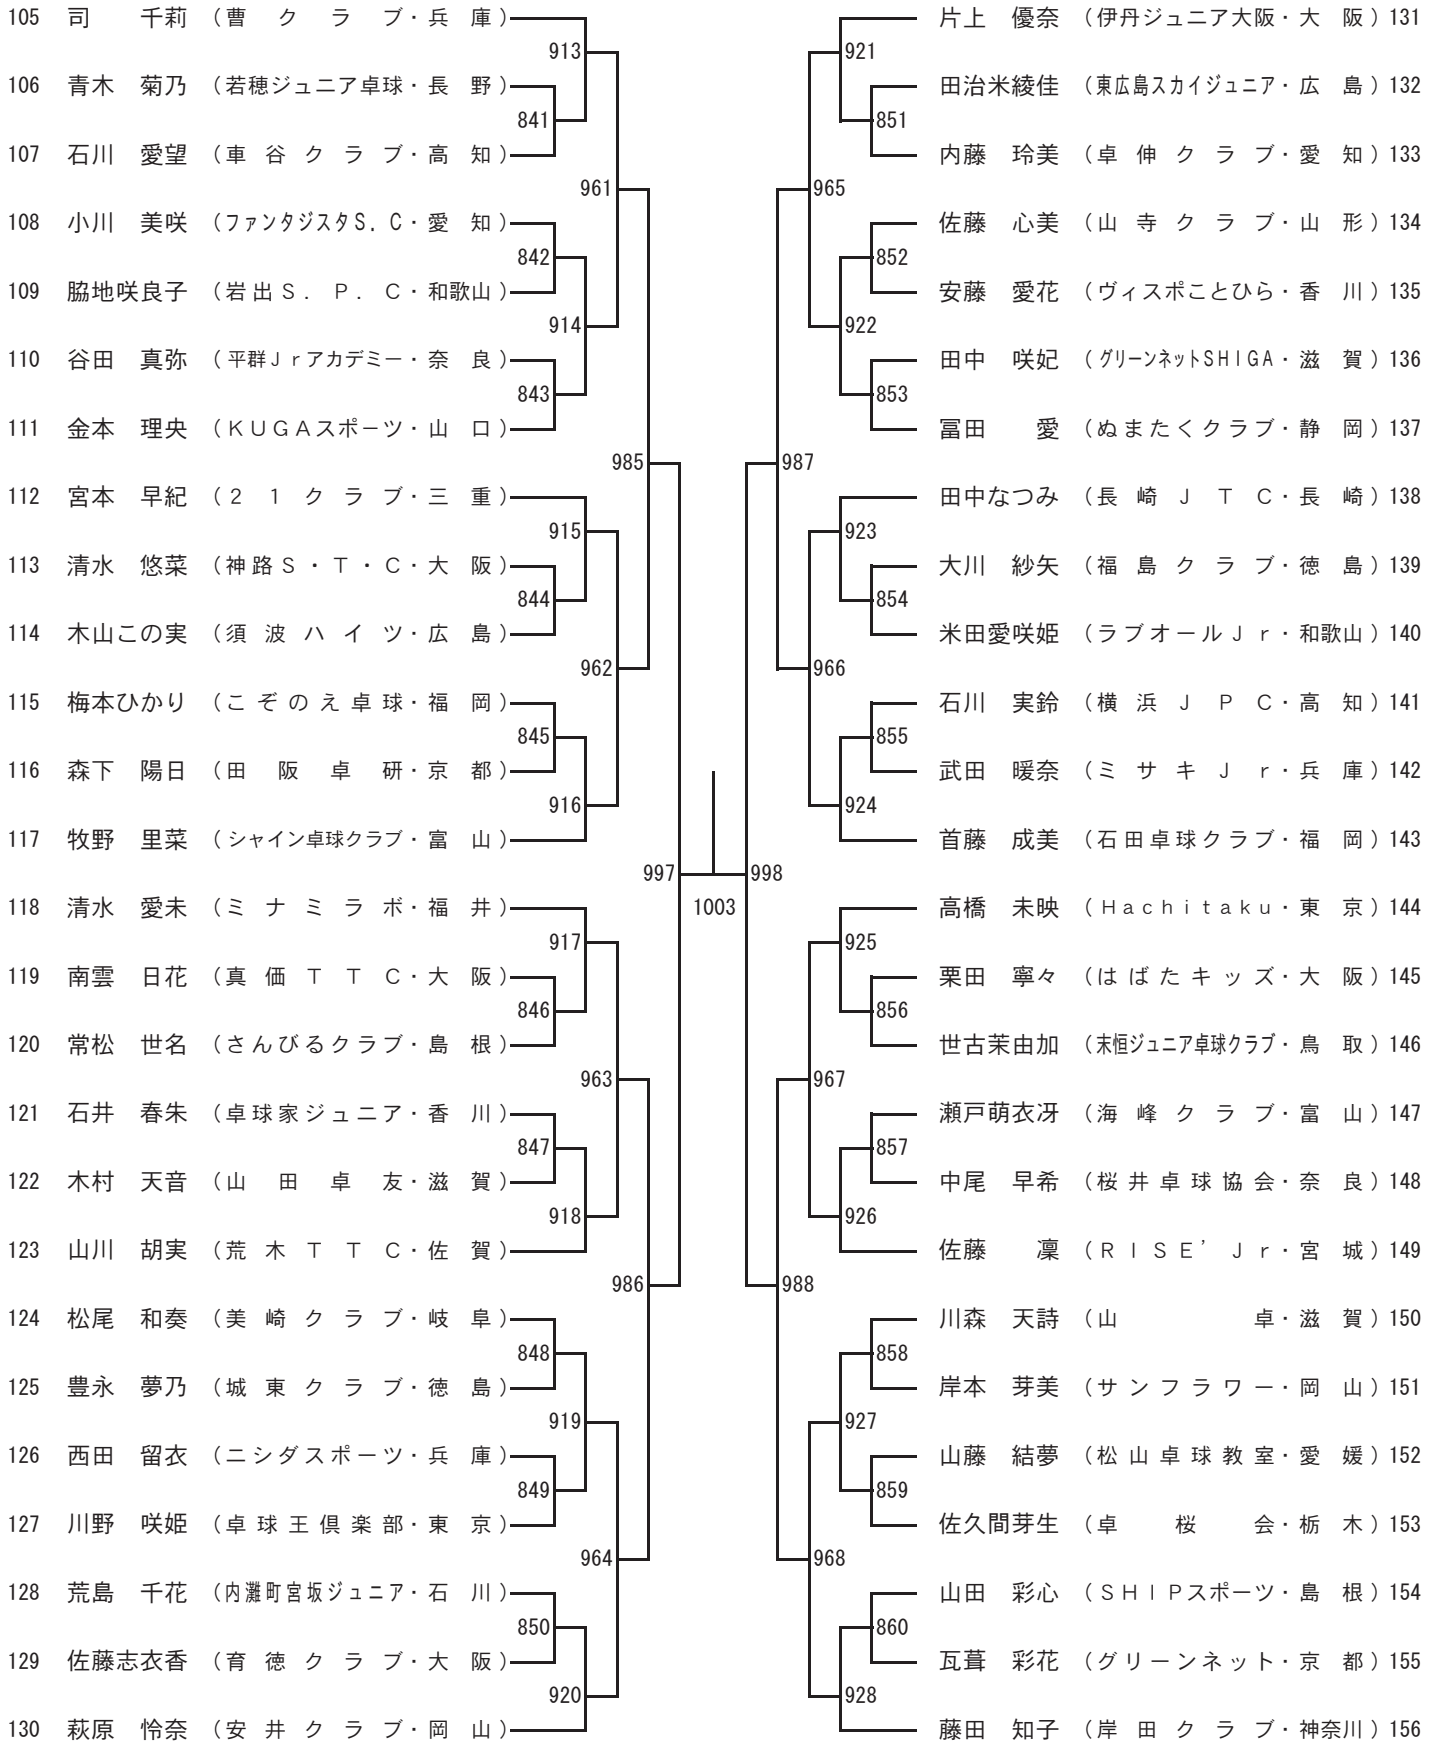 105 司　　千莉 （曹クラブ・兵　庫）
913
106 青木　菊乃 （若穂ジュニア卓球・長　野）
841
107 石川　愛望 （車谷クラブ・高　知）
961
108 小川　美咲 （ファンタジスタS．C・愛　知）
842
109 脇地咲良子 （岩出S．P．C・和歌山）
914
110 谷田　真弥 （平群Jrアカデミー・奈　良）
843
111 金本　理央 （KUGAスポーツ・山　口）
985
112 宮本　早紀 （21クラブ・三　重）
915
113 清水　悠菜 （神路S・T・C・大　阪）
844
114 木山この実 （須波ハイツ・広　島）
962
115 梅本ひかり （こぞのえ卓球・福　岡）
845
116 森下　陽日 （田阪卓研・京　都）
916
117 牧野　里菜 （シャイン卓球クラブ・富　山）
997
118 清水　愛未 （ミナミラボ・福　井）
917
119 南雲　日花 （真価TTC・大　阪）
846
120 常松　世名 （さんびるクラブ・島　根）
963
121 石井　春朱 （卓球家ジュニア・香　川）
847
122 木村　天音 （山田卓友・滋　賀）
918
123 山川　胡実 （荒木TTC・佐　賀）
986
124 松尾　和奏 （美崎クラブ・岐　阜）
848
125 豊永　夢乃 （城東クラブ・徳　島）
919
126 西田　留衣 （ニシダスポーツ・兵　庫）
849
127 川野　咲姫 （卓球王倶楽部・東　京）
964
128 荒島　千花 （内灘町宮坂ジュニア・石　川）
850
129 佐藤志衣香 （育徳クラブ・大　阪）
920
130 萩原　怜奈 （安井クラブ・岡　山）
1003
片上　優奈 （伊丹ジュニア大阪・大　阪）131
921
田治米綾佳 （東広島スカイジュニア・広　島）132
851
内藤　玲美 （卓伸クラブ・愛　知）133
965
佐藤　心美 （山寺クラブ・山　形）134
852
安藤　愛花 （ヴィスポことひら・香　川）135
922
田中　咲妃 （グリーンネットSHIGA・滋　賀）136
853
冨田　　愛 （ぬまたくクラブ・静　岡）137
987
田中なつみ （長崎JTC・長　崎）138
923
大川　紗矢 （福島クラブ・徳　島）139
854
米田愛咲姫 （ラブオールJr・和歌山）140
966
石川　実鈴 （横浜JPC・高　知）141
855
武田　暖奈 （ミサキJr・兵　庫）142
924
首藤　成美 （石田卓球クラブ・福　岡）143
998
高橋　未映 （Hachitaku・東　京）144
925
栗田　寧々 （はばたキッズ・大　阪）145
856
世古茉由加 （末恒ジュニア卓球クラブ・鳥　取）146
967
瀬戸萌衣冴 （海峰クラブ・富　山）147
857
中尾　早希 （桜井卓球協会・奈　良）148
926
佐藤　　凜 （RISE’Jr・宮　城）149
988
川森　天詩 （山卓・滋　賀）150
858
岸本　芽美 （サンフラワー・岡　山）151
927
山藤　結夢 （松山卓球教室・愛　媛）152
859
佐久間芽生 （卓桜会・栃　木）153
968
山田　彩心 （SHIPスポーツ・島　根）154
860
瓦葺　彩花 （グリーンネット・京　都）155
928
藤田　知子 （岸田クラブ・神奈川）156